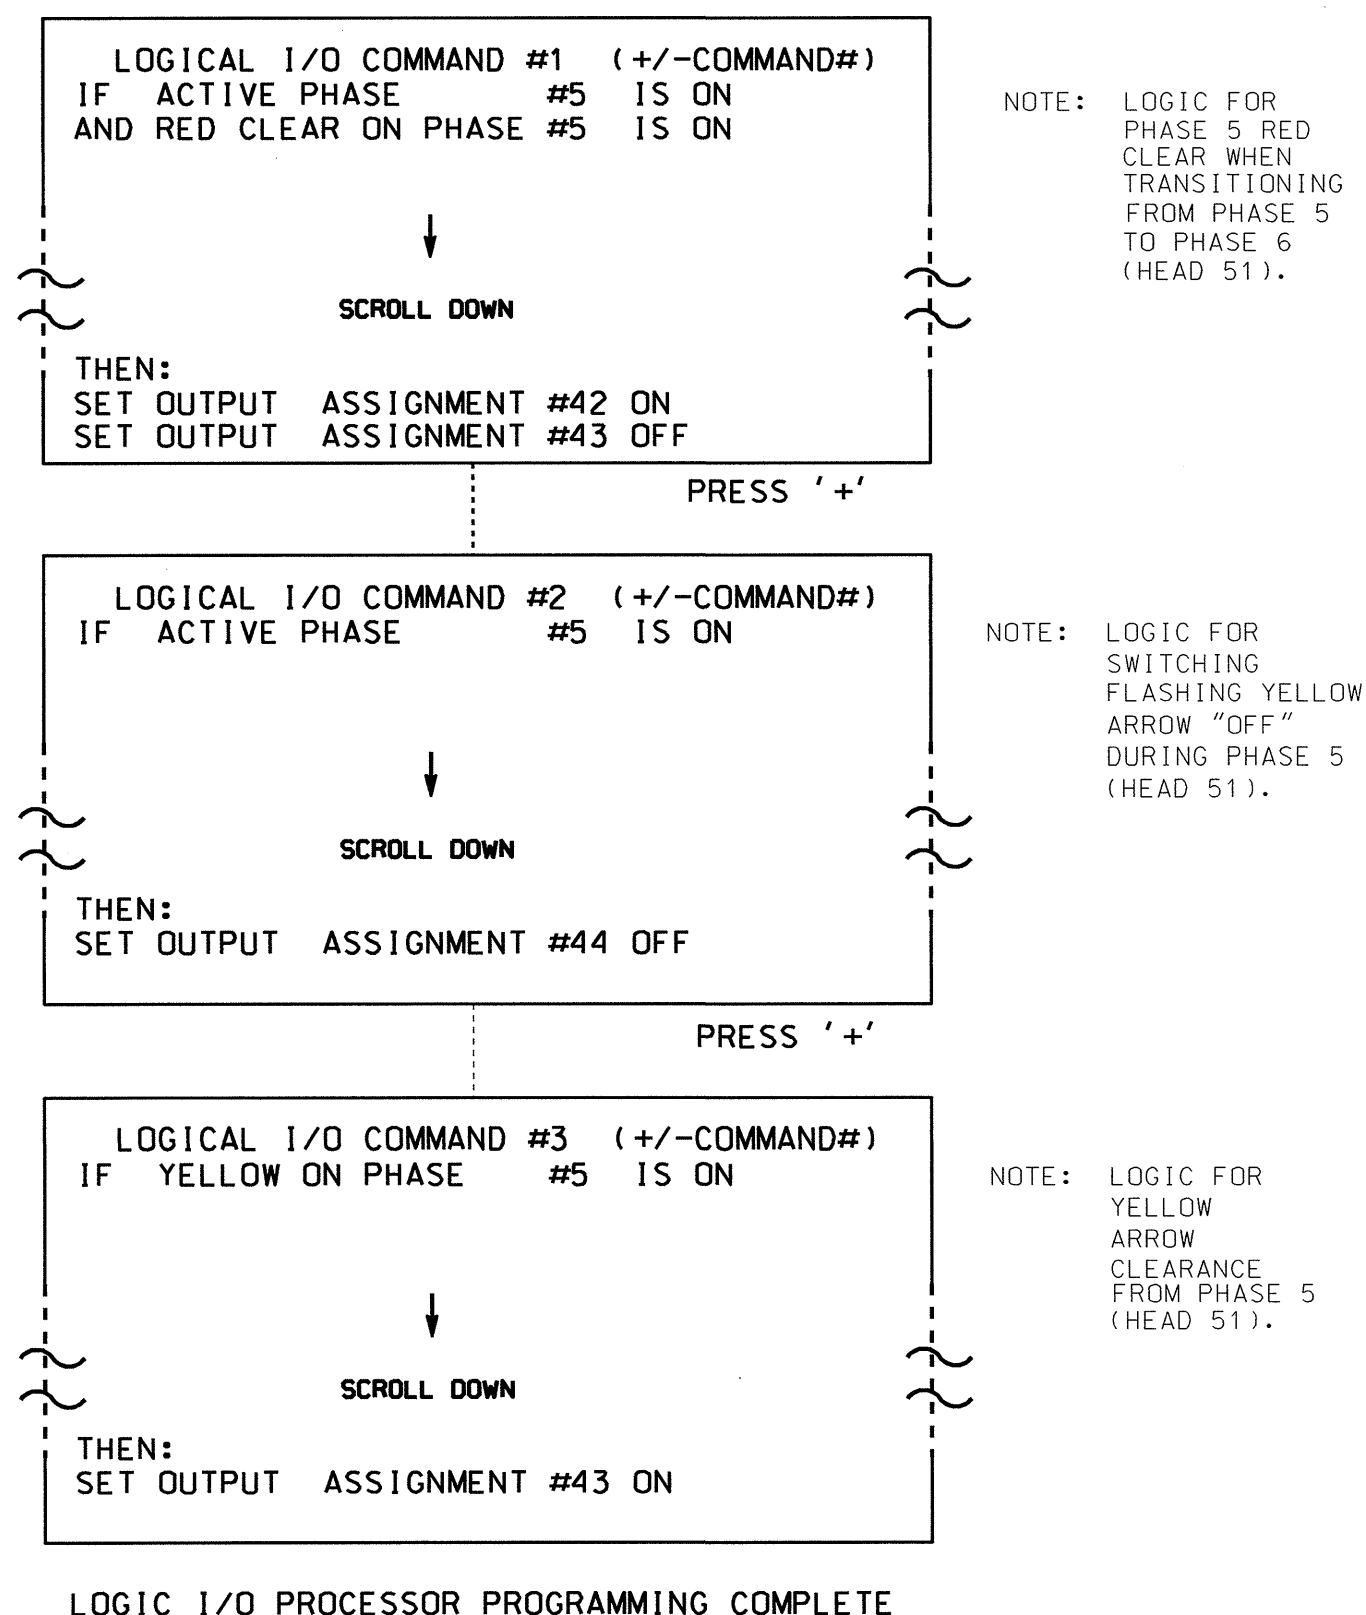 LOGICAL I/O COMMAND #1 (+/-COMMAND#)
IF ACTIVE PHASE #5 IS ON
AND RED CLEAR ON PHASE #5 IS ON
SCROLL DOWN
THEN:
SET OUTPUT ASSIGNMENT #42 ON
SET OUTPUT ASSIGNMENT #43 OFF
NOTE: LOGIC FOR
PHASE 5 RED
CLEAR WHEN
TRANSITIONING
FROM PHASE 5
TO PHASE 6
(HEAD 51).
PRESS '+'
LOGICAL I/O COMMAND #2 (+/-COMMAND#)
IF ACTIVE PHASE #5 IS ON
SCROLL DOWN
THEN:
SET OUTPUT ASSIGNMENT #44 OFF
NOTE: LOGIC FOR
SWITCHING
FLASHING YELLOW
ARROW "OFF"
DURING PHASE 5
(HEAD 51).
PRESS '+'
LOGICAL I/O COMMAND #3 (+/-COMMAND#)
IF YELLOW ON PHASE #5 IS ON
SCROLL DOWN
THEN:
SET OUTPUT ASSIGNMENT #43 ON
NOTE: LOGIC FOR
YELLOW
ARROW
CLEARANCE
FROM PHASE 5
(HEAD 51).
LOGIC I/O PROCESSOR PROGRAMMING COMPLETE